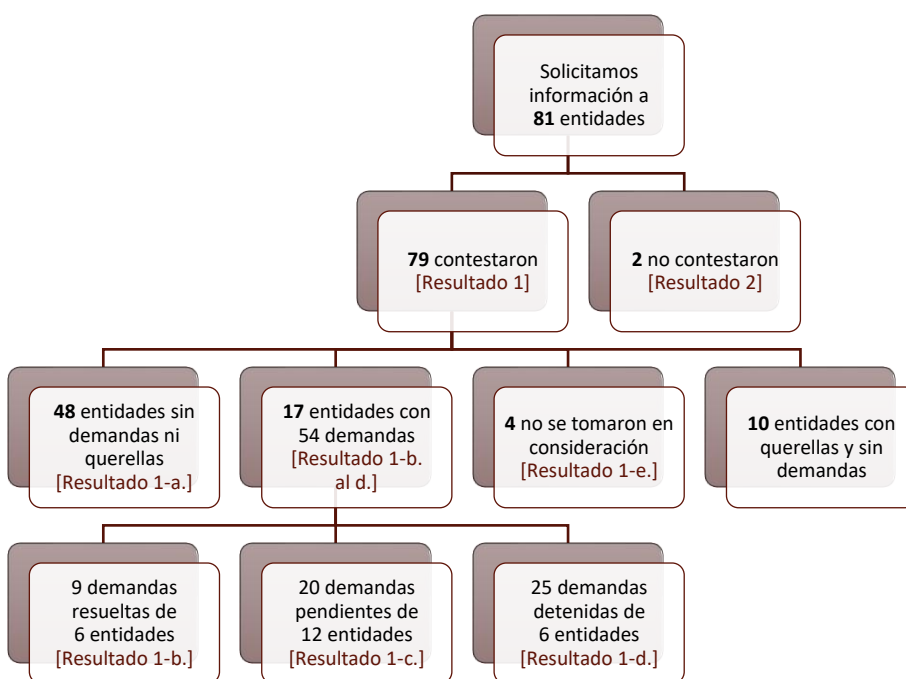 Solicitamos
información a
81 entidades
79 contestaron
[Resultado 1]
2 no contestaron
[Resultado 2]
48 entidades sin
demandas ni
querellas
[Resultado 1-a.]
17 entidades con
54 demandas
[Resultado 1-b.
al d.]
4 no se tomaron en
consideración
[Resultado 1-e.]
10 entidades con
querellas y sin
demandas
9 demandas
resueltas de
6 entidades
[Resultado 1-b.]
20 demandas
pendientes de
12 entidades
[Resultado 1-c.]
25 demandas
detenidas de
6 entidades
[Resultado 1-d.]